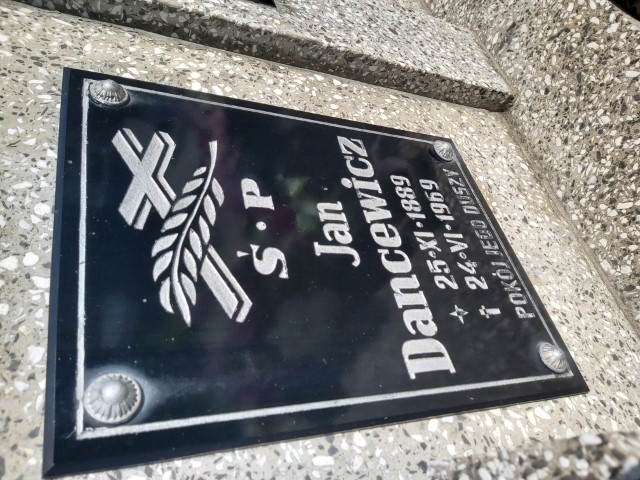 Ś·P
Jan
Dancewicz
25·XI·1889
24·VI·1969
POKÓJ JEGO DUSZY